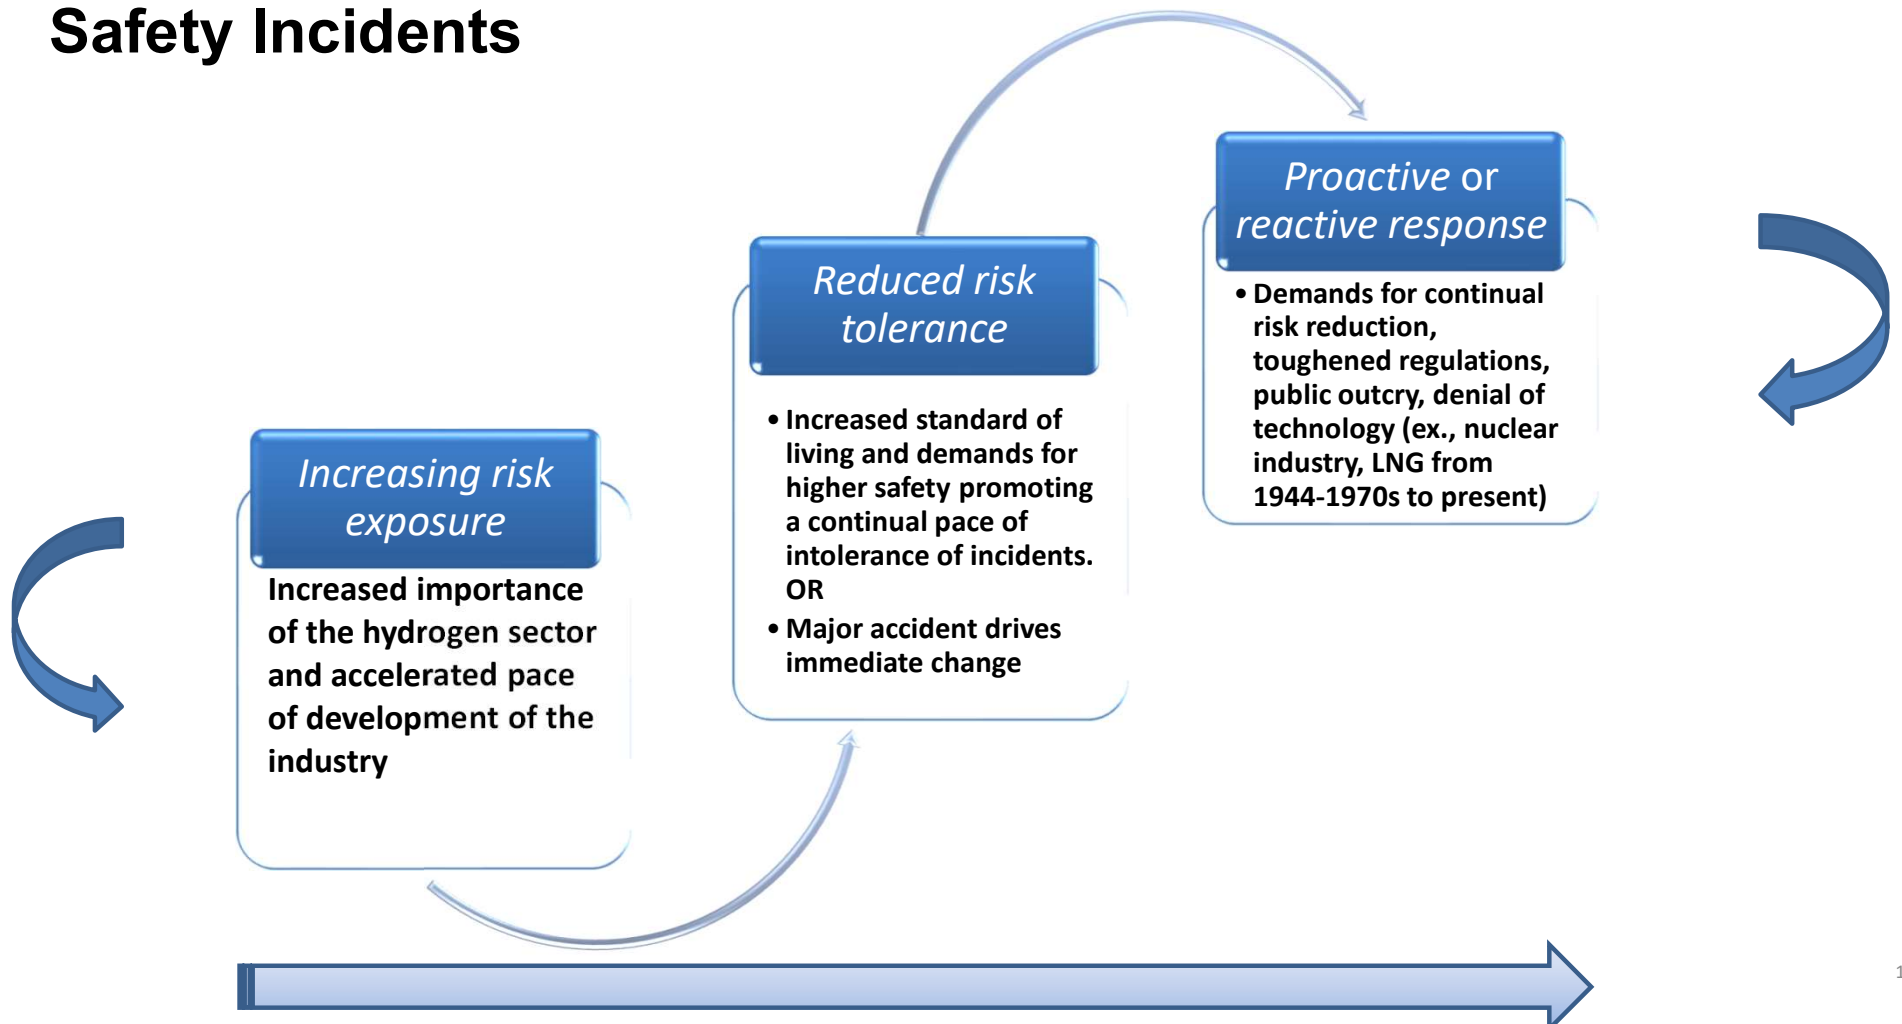 Safety Incidents
Increasing risk
exposure
Increased importance
of the hydrogen sector
and accelerated pace
of development of the
industry
Reduced risk
tolerance
• Increased standard of
living and demands for
higher safety promoting
a continual pace of
intolerance of incidents.
OR
• Major accident drives
immediate change
Proactive or
reactive response
• Demands for continual
risk reduction,
toughened regulations,
public outcry, denial of
technology (ex., nuclear
industry, LNG from
1944-1970s to present)
1